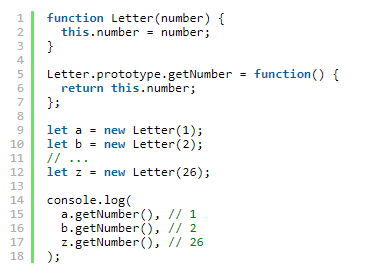 1 function Letter(number) {
2   this.number = number;
3 }
4
5 Letter.prototype.getNumber = function() {
6   return this.number;
7 };
8
9 let a = new Letter(1);
10 let b = new Letter(2);
11 // ...
12 let z = new Letter(26);
13
14 console.log(
15   a.getNumber(), // 1
16   b.getNumber(), // 2
17   z.getNumber(), // 26
18 );